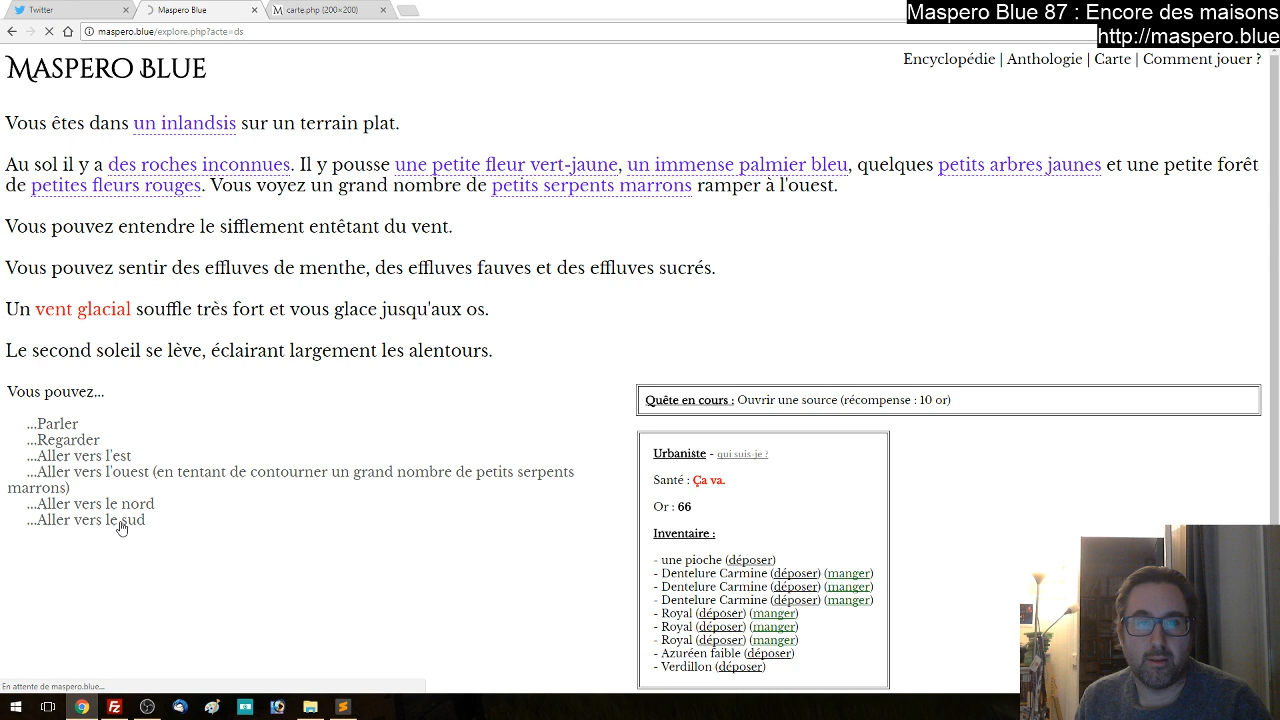 Twitter
Maspero Blue
carte.php (200×200)
Maspero Blue 87 : Encore des maisons
http://maspero.blue
maspero.blue/explore.php?acte=ds
Maspero Blue
Encyclopédie | Anthologie | Carte | Comment jouer ?
Vous êtes dans un inlandsis sur un terrain plat.
Au sol il y a des roches inconnues. Il y pousse une petite fleur vert-jaune, un immense palmier bleu, quelques petits arbres jaunes et une petite forêt
de petites fleurs rouges. Vous voyez un grand nombre de petits serpents marrons ramper à l'ouest.
Vous pouvez entendre le sifflement entêtant du vent.
Vous pouvez sentir des effluves de menthe, des effluves fauves et des effluves sucrés.
Un vent glacial souffle très fort et vous glace jusqu'aux os.
Le second soleil se lève, éclairant largement les alentours.
Vous pouvez...
...Parler
...Regarder
...Aller vers l'est
...Aller vers l'ouest (en tentant de contourner un grand nombre de petits serpents
marrons)
...Aller vers le nord
...Aller vers le sud
Quête en cours : Ouvrir une source (récompense : 10 or)
Urbaniste - qui suis-je ?
Santé : Ça va.
Or : 66
Inventaire :
- une pioche (déposer)
- Dentelure Carmine (déposer) (manger)
- Dentelure Carmine (déposer) (manger)
- Dentelure Carmine (déposer) (manger)
- Royal (déposer) (manger)
- Royal (déposer) (manger)
- Royal (déposer) (manger)
- Azuréen faible (déposer)
- Verdillon (déposer)
En attente de maspero.blue...